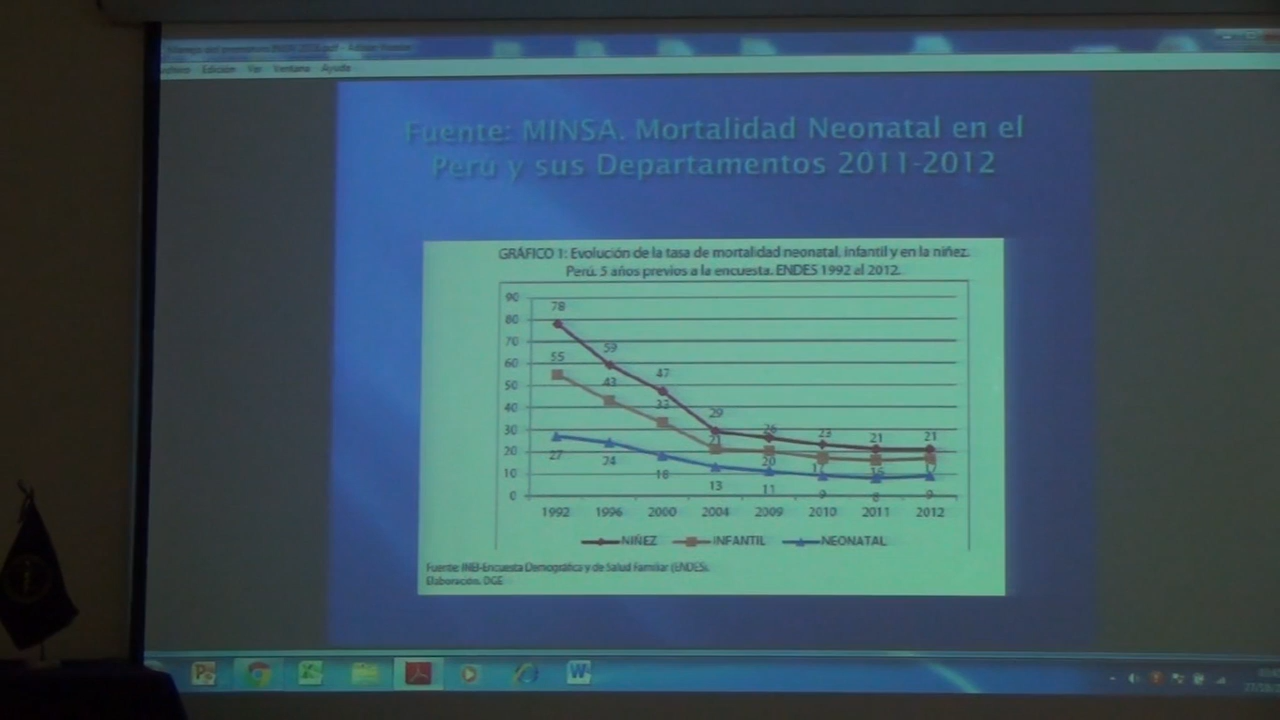 Edición Ver Ventana Ayuda
Fuente: MINSA. Mortalidad Neonatal en el
Perú y sus Departamentos 2011-2012
GRÁFICO 1: Evolución de la tasa de mortalidad neonatal, infantil y en la niñez.
Perú. 5 años previos a la encuesta. ENDES 1992 al 2012.
90
80
70
60
50
40
30
20
10
0
78 59 47 29 26 23 21 21
55 43 33 21 20 17 16 17
27 24 18 13 11 9 8 9
1992 1996 2000 2004 2009 2010 2011 2012
NIÑEZ INFANTIL NEONATAL
Fuente: INEI-Encuesta Demográfica y de Salud Familiar (ENDES).
Elaboración. DGE